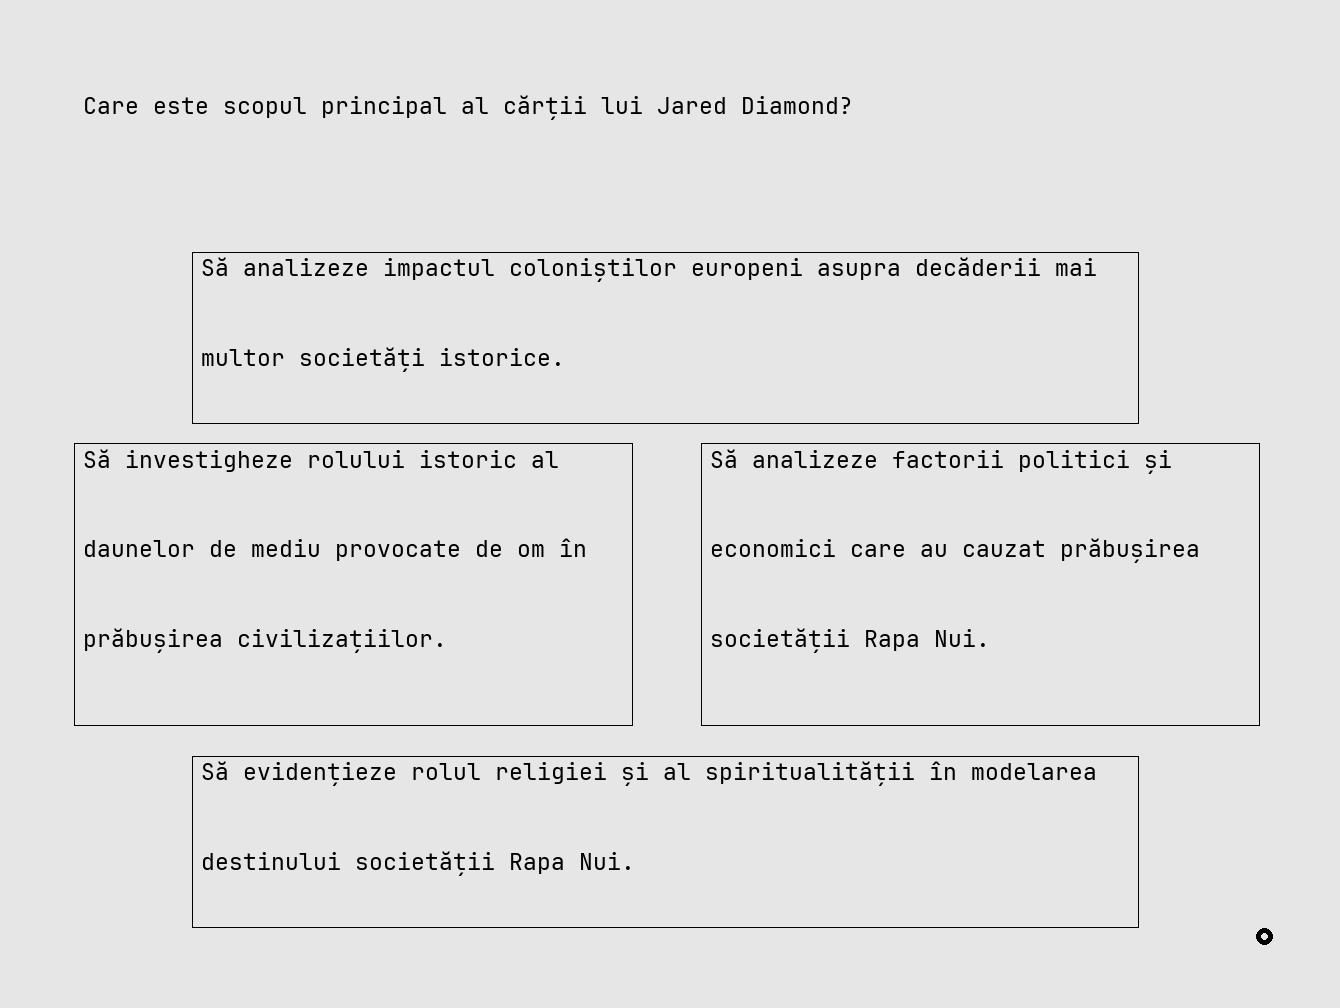 Care este scopul principal al cărții lui Jared Diamond?
Să analizeze impactul coloniștilor europeni asupra decăderii mai
multor societăți istorice.
Să investigheze rolului istoric al
daunelor de mediu provocate de om în
prăbușirea civilizațiilor.
Să analizeze factorii politici și
economici care au cauzat prăbușirea
societății Rapa Nui.
Să evidențieze rolul religiei și al spiritualității în modelarea
destinului societății Rapa Nui.